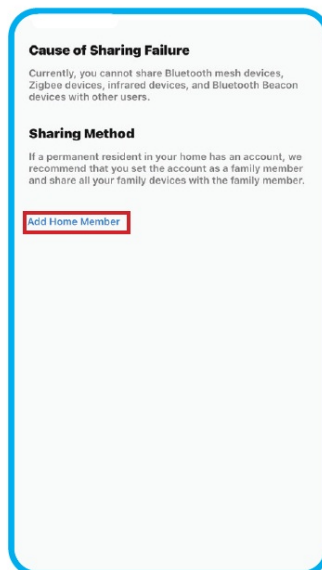 Cause of Sharing Failure
Currently, you cannot share Bluetooth mesh devices,
Zigbee devices, infrared devices, and Bluetooth Beacon
devices with other users.
Sharing Method
If a permanent resident in your home has an account, we
recommend that you set the account as a family member
and share all your family devices with the family member.
Add Home Member